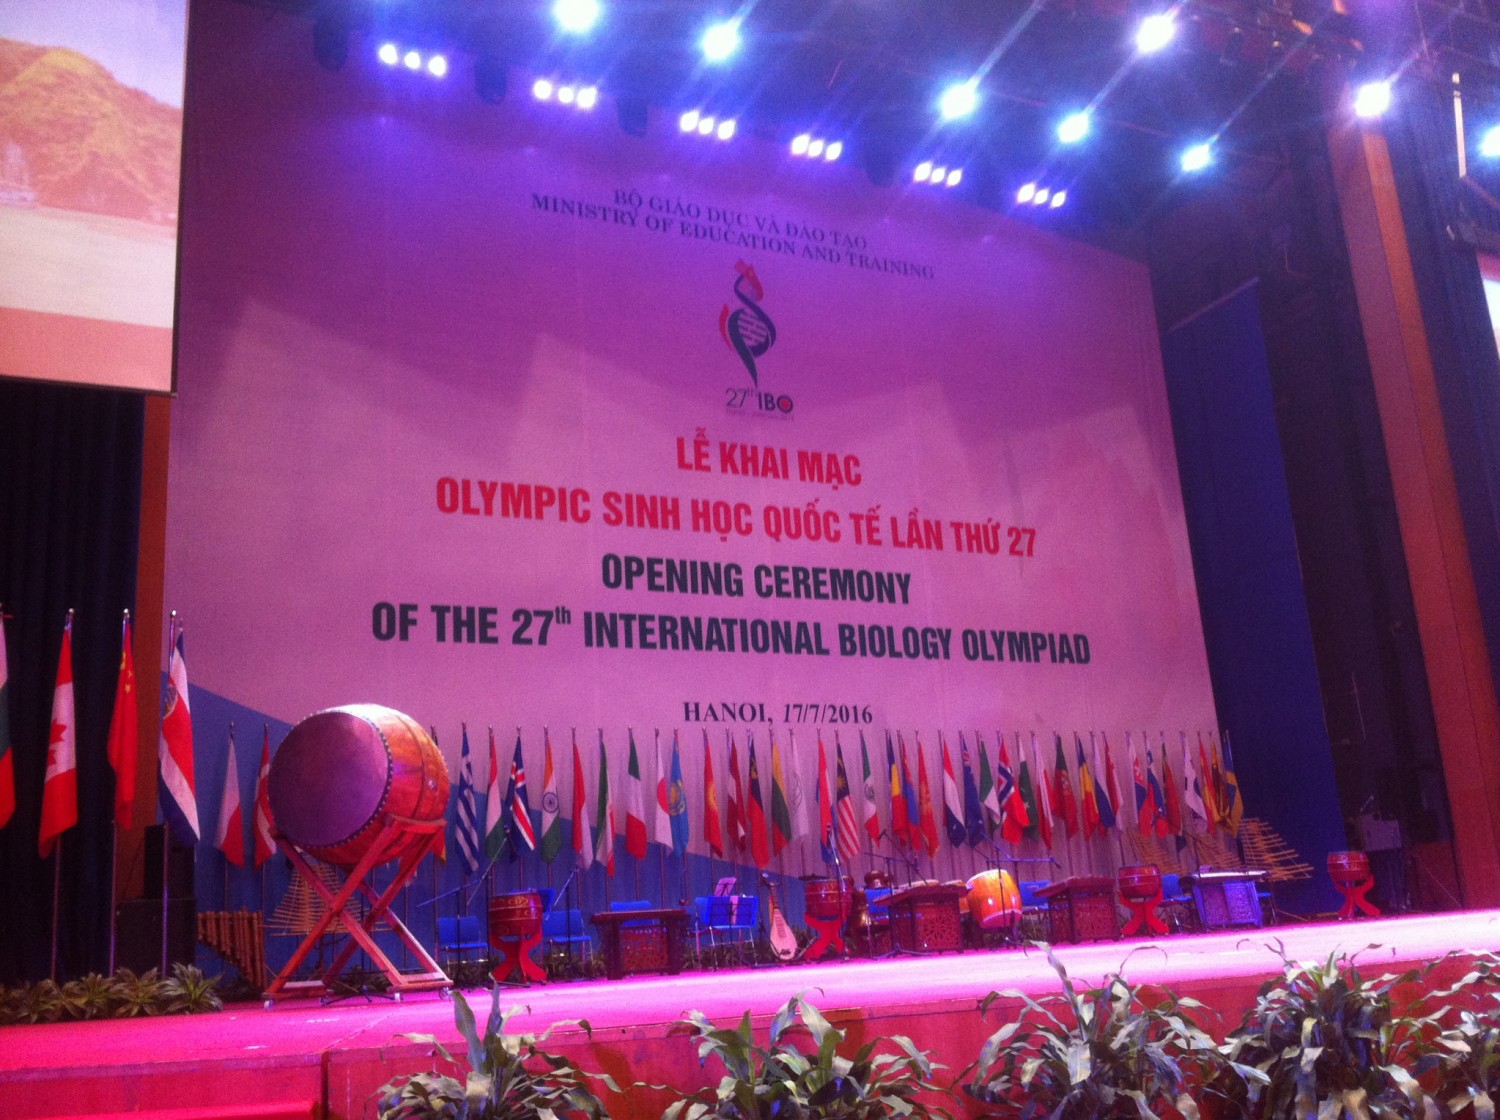 BỘ GIÁO DỤC VÀ ĐÀO TẠO
MINISTRY OF EDUCATION AND TRAINING
27th IBO
LỄ KHAI MẠC
OLYMPIC SINH HỌC QUỐC TẾ LẦN THỨ 27
OPENING CEREMONY
OF THE 27th INTERNATIONAL BIOLOGY OLYMPIAD
HANOI, 17/7/2016